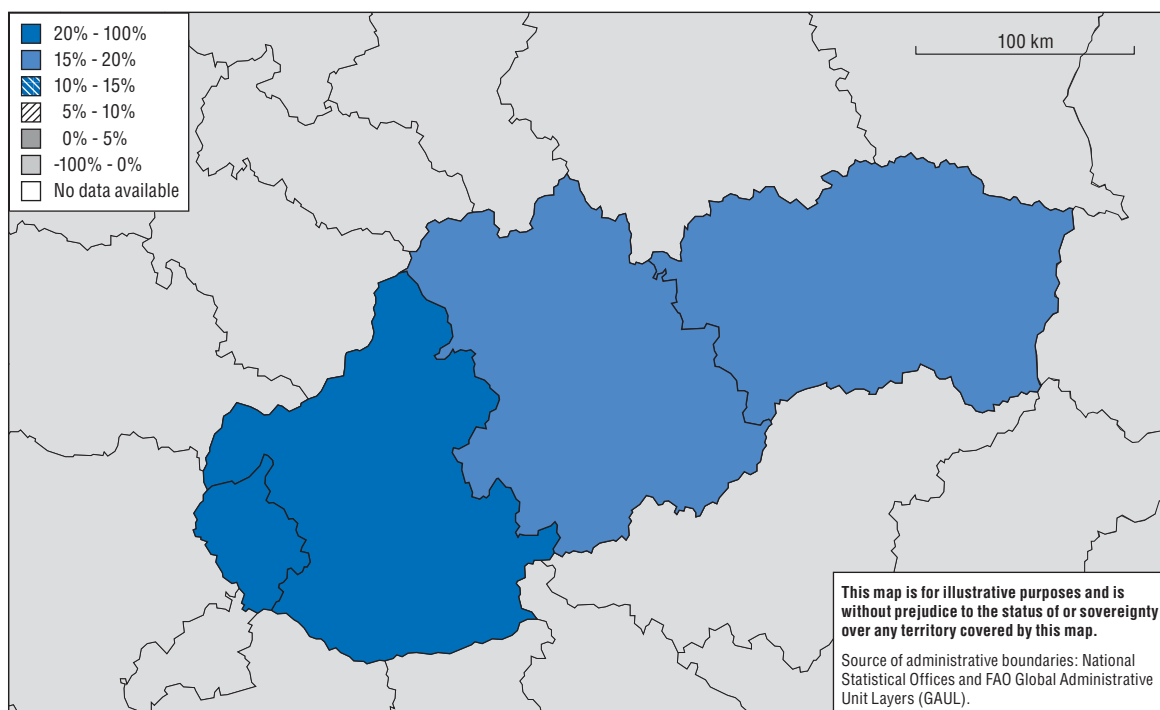 20% - 100%
15% - 20%
10% - 15%
5% - 10%
0% - 5%
-100% - 0%
No data available
100 km
This map is for illustrative purposes and is
without prejudice to the status of or sovereignty
over any territory covered by this map.
Source of administrative boundaries: National
Statistical Offices and FAO Global Administrative
Unit Layers (GAUL).